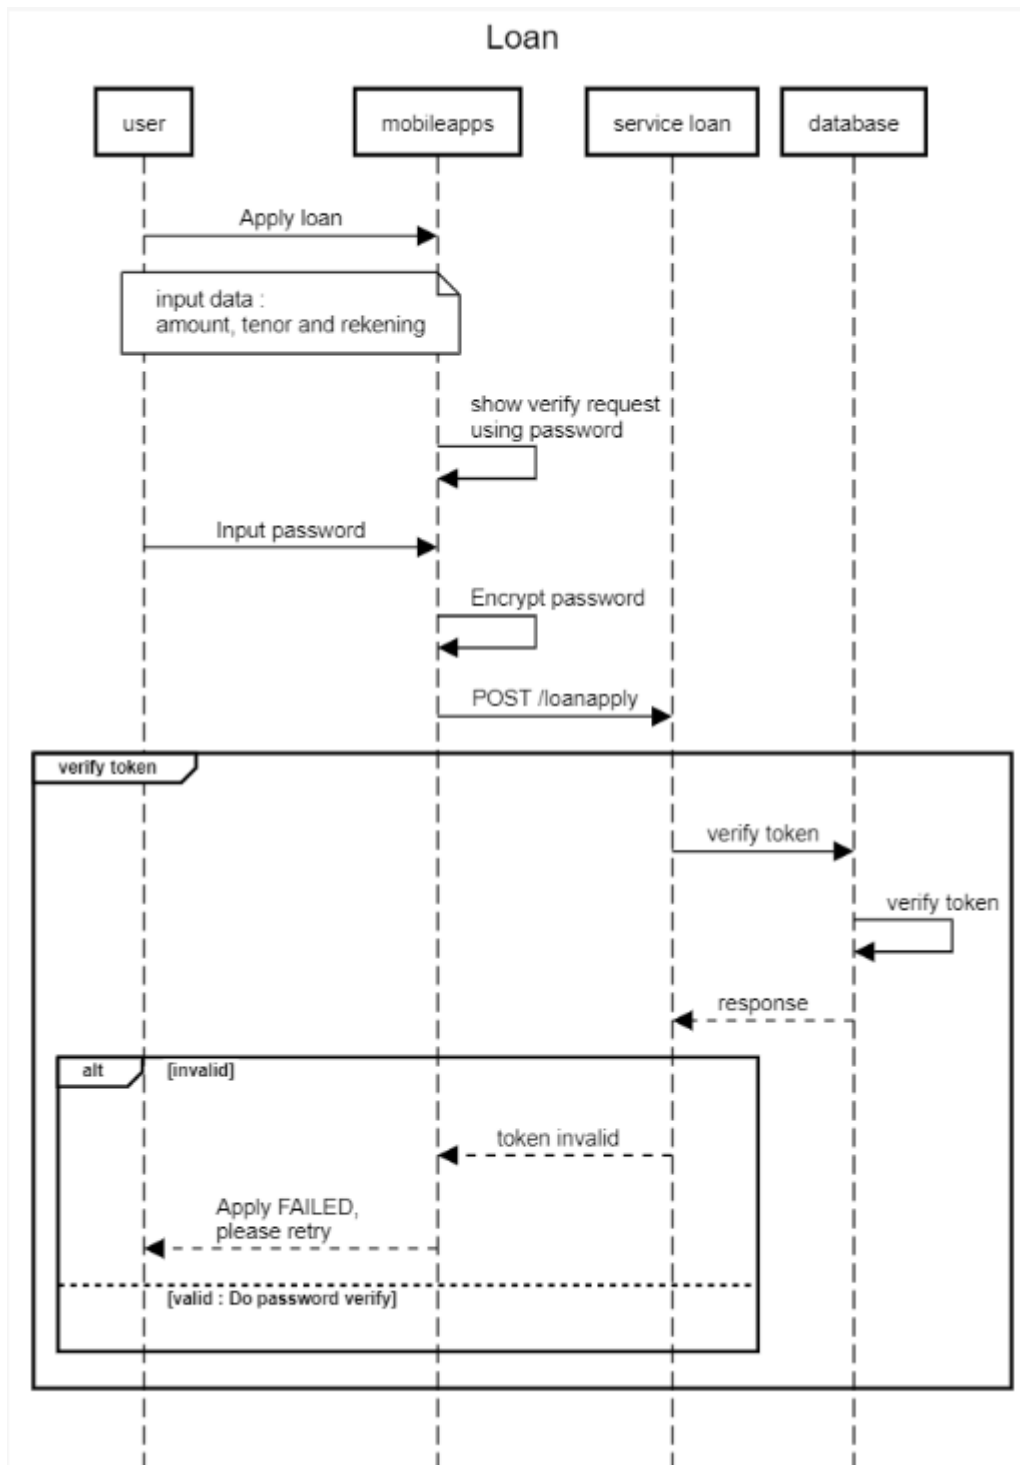 Loan
user
mobileapps
service loan
database
Apply loan
input data :
amount, tenor and rekening
show verify request
using password
Input password
Encrypt password
POST /loanapply
verify token
verify token
verify token
response
alt
[invalid]
token invalid
Apply FAILED,
please retry
[valid : Do password verify]